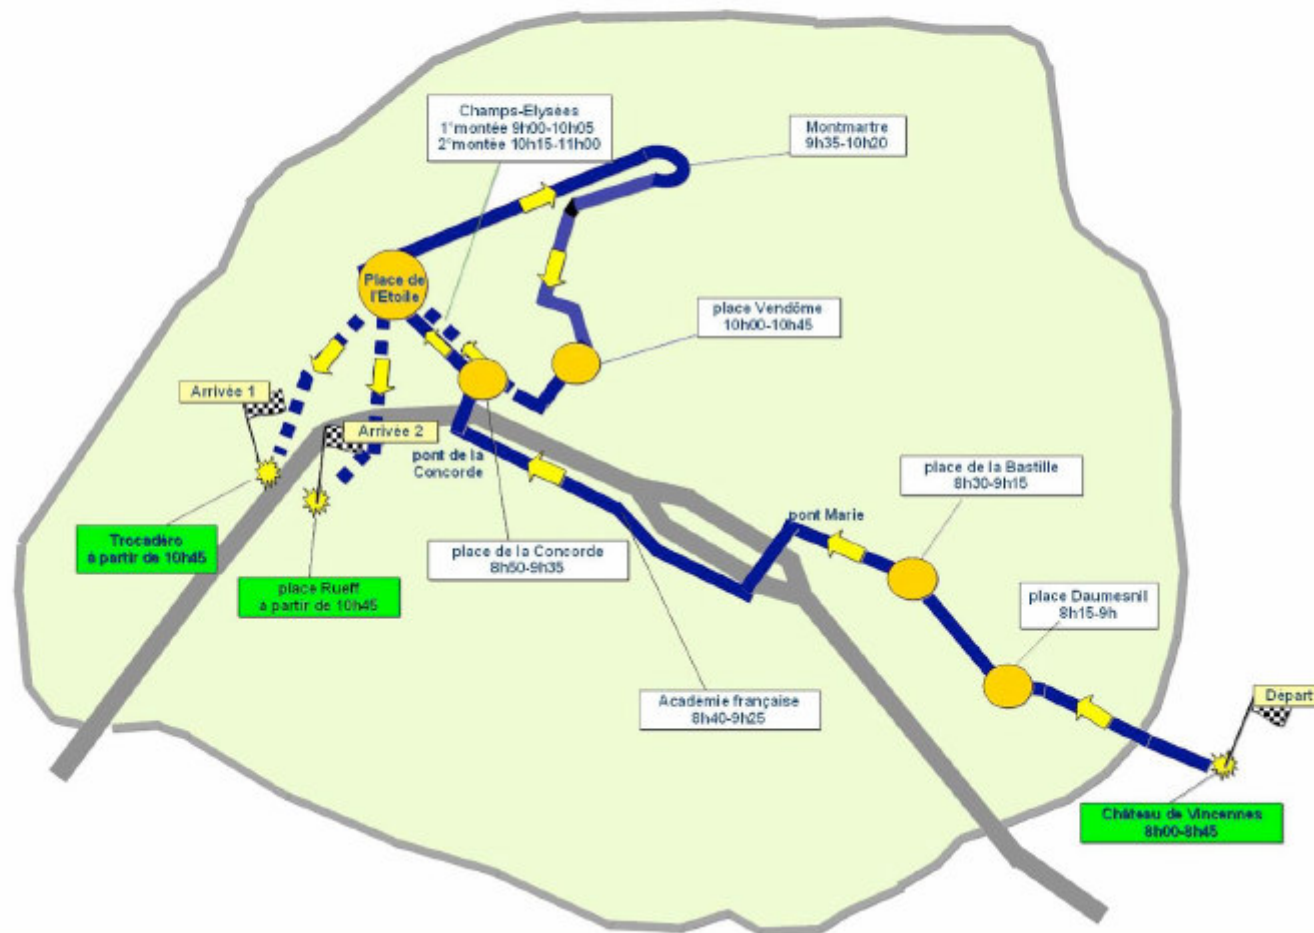 Champs-Elysées
1°montée 9h00-10h05
2°montée 10h15-11h00
Montmartre
9h35-10h20
Place de
l'Etoile
place Vendôme
10h00-10h45
Arrivée 1
Arrivée 2
pont de la
Concorde
place de la Bastille
8h30-9h15
pont Marie
Trocadéro
à partir de 10h45
place de la Concorde
8h50-9h35
place Rueff
à partir de 10h45
place Daumesnil
8h15-9h
Académie française
8h40-9h25
Départ
Château de Vincennes
8h00-8h45